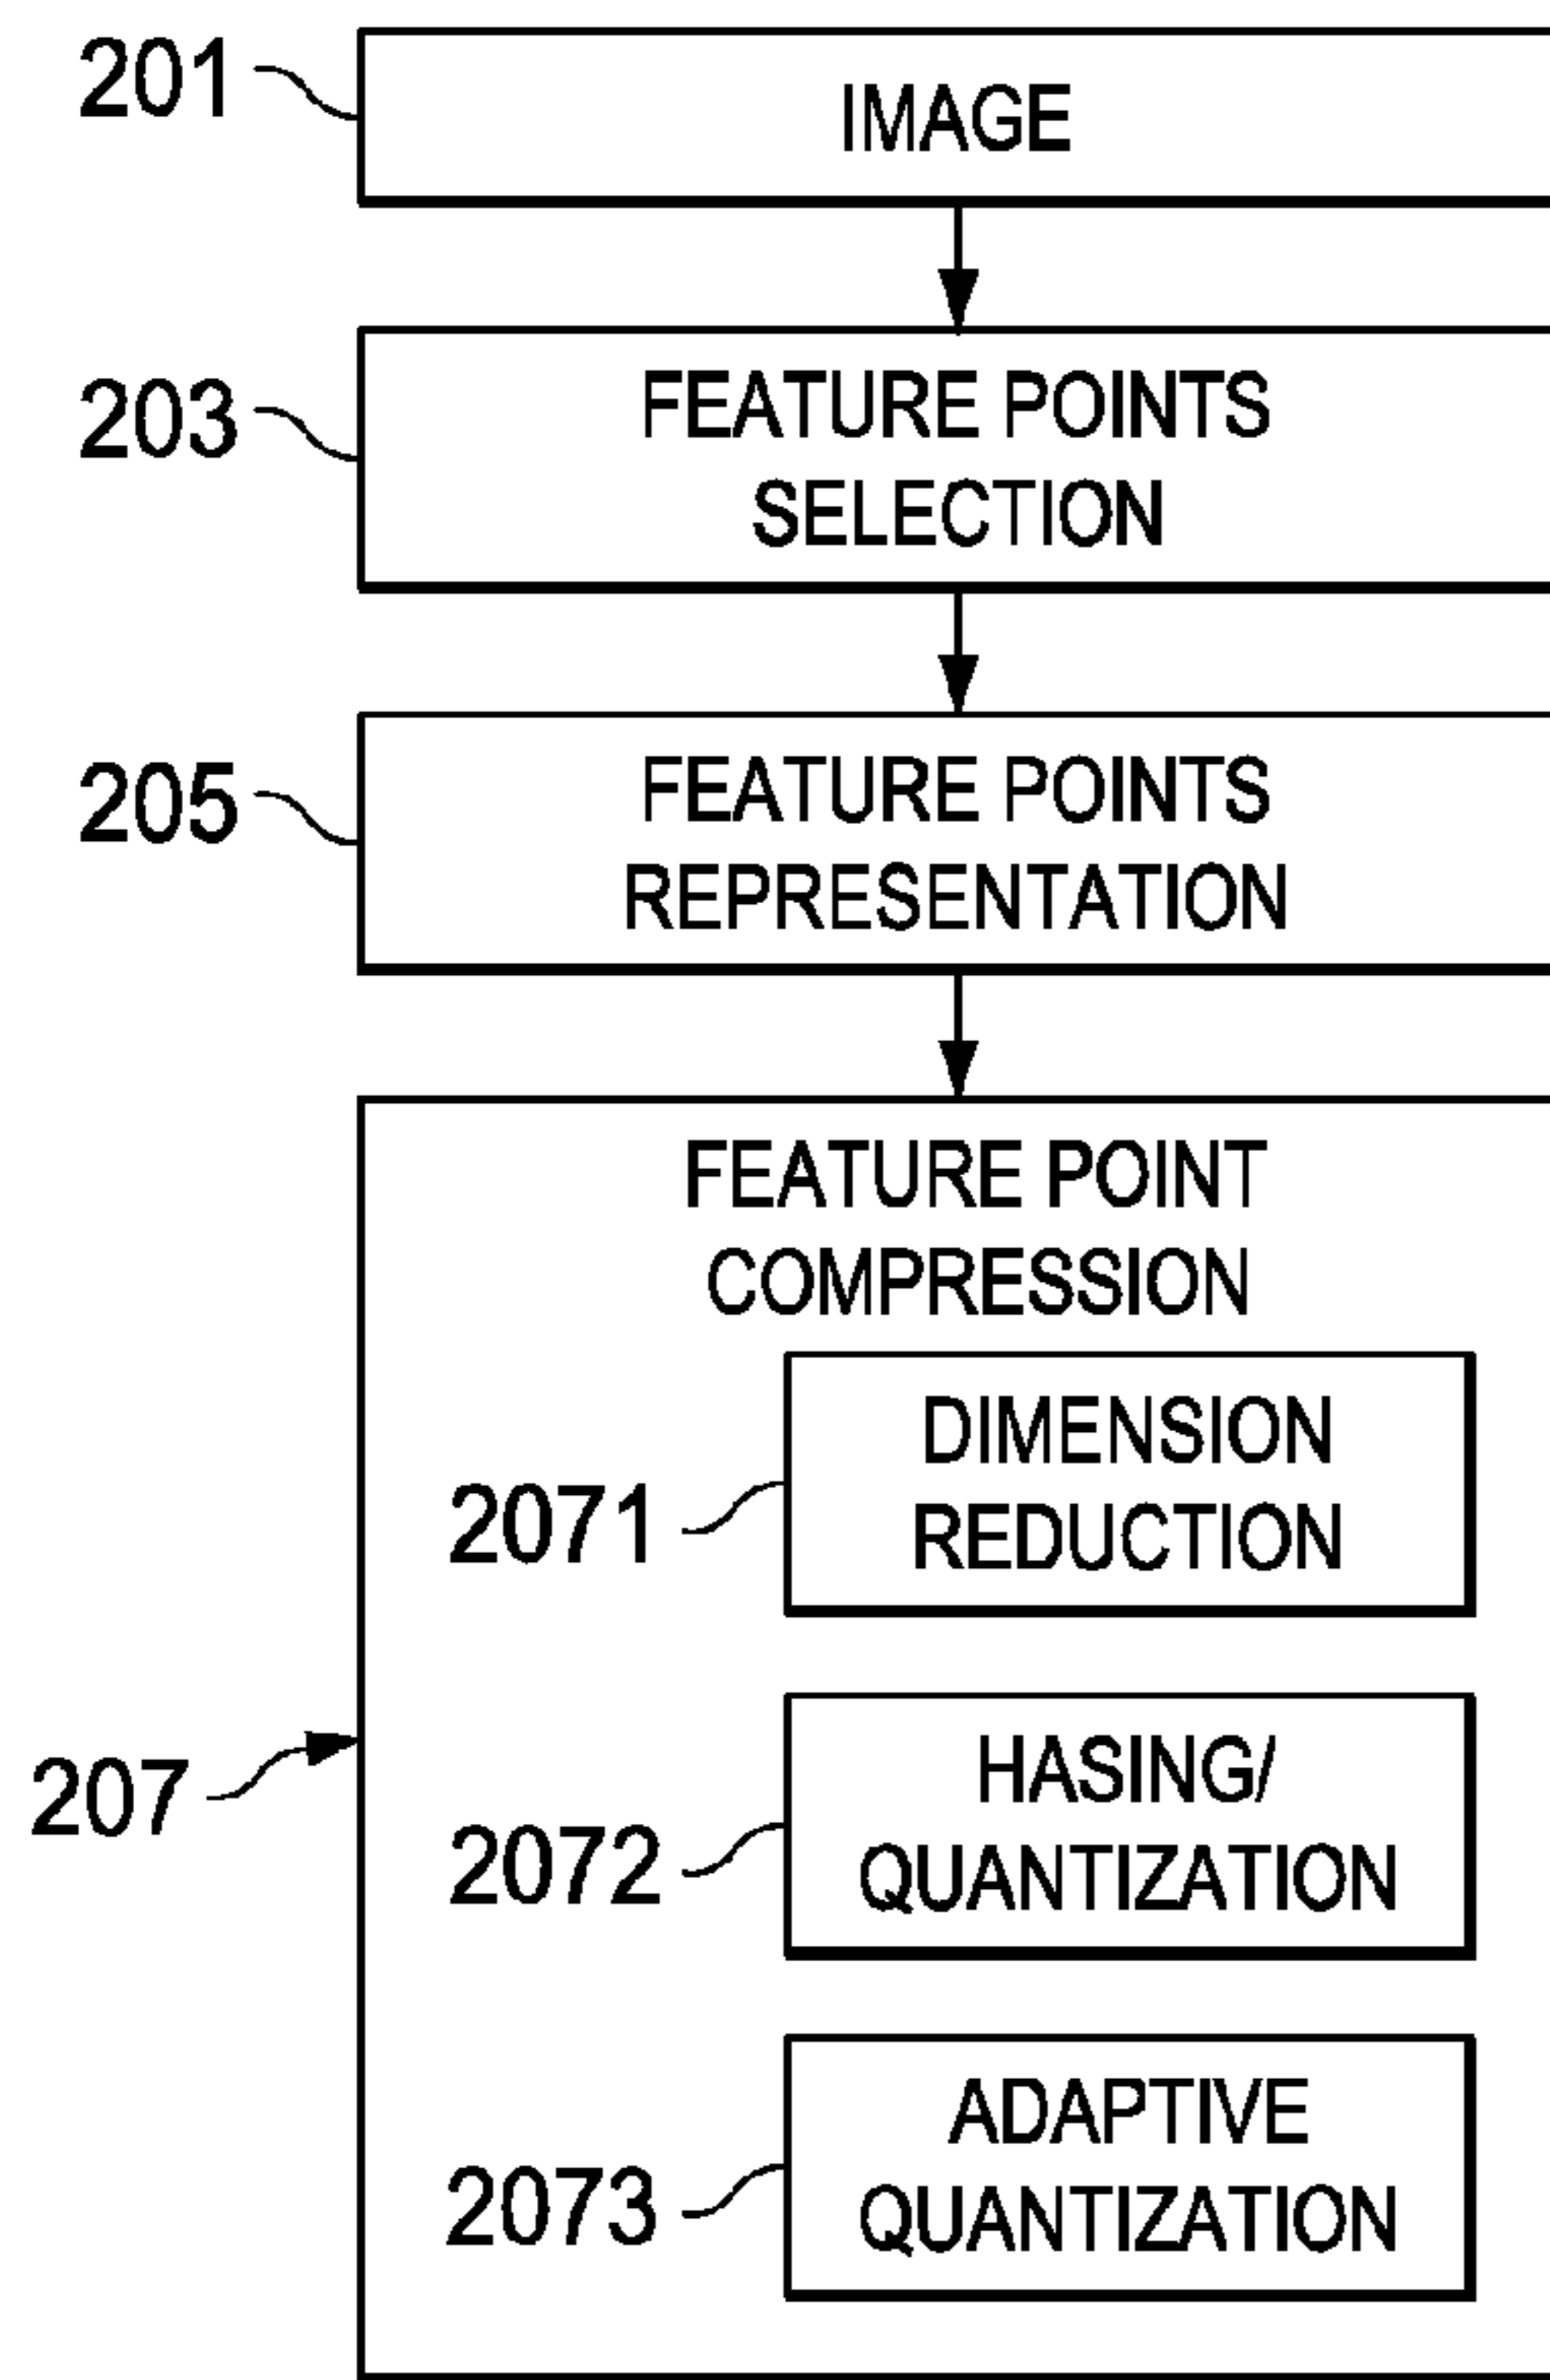 201
IMAGE
203
FEATURE POINTS
SELECTION
205
FEATURE POINTS
REPRESENTATION
FEATURE POINT
COMPRESSION
2071
DIMENSION
REDUCTION
207
2072
HASING/
QUANTIZATION
2073
ADAPTIVE
QUANTIZATION